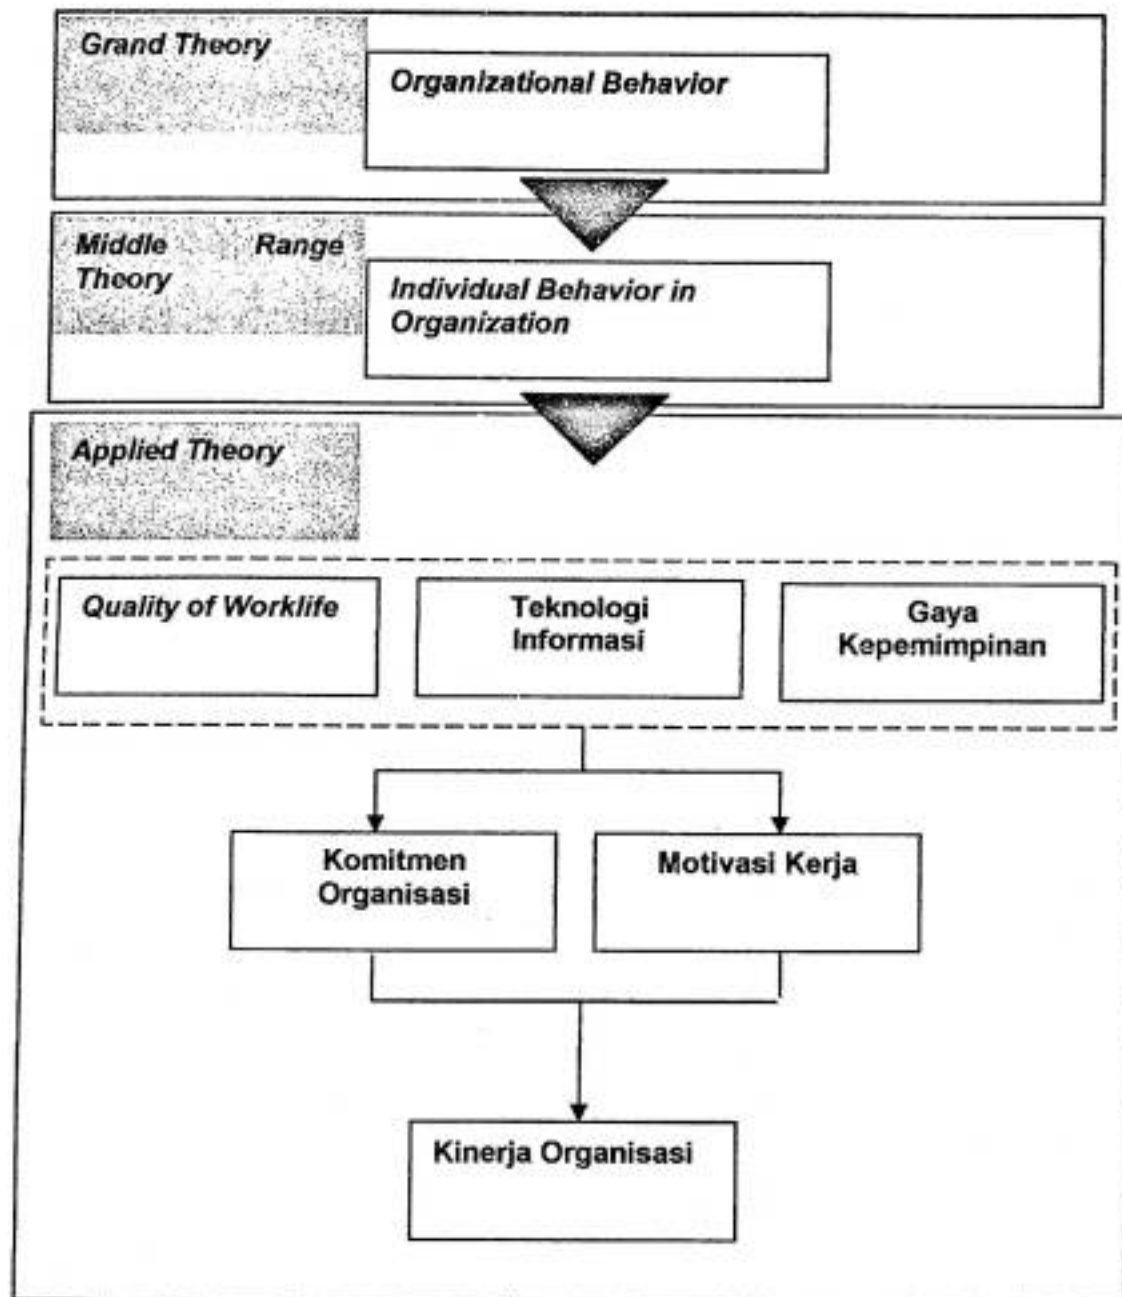 Grand Theory
Organizational Behavior
Middle Range
Theory
Individual Behavior in
Organization
Applied Theory
Quality of Worklife
Teknologi
Informasi
Gaya
Kepemimpinan
Komitmen
Organisasi
Motivasi Kerja
Kinerja Organisasi